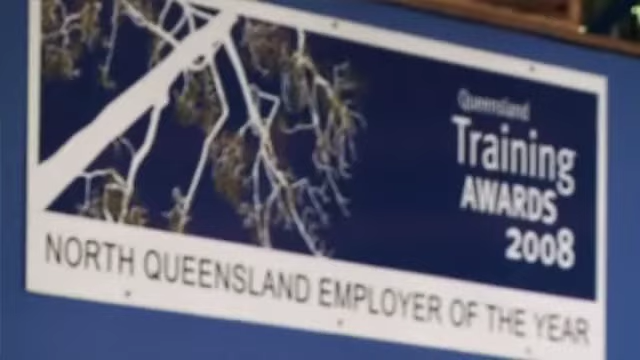 Queensland
Training
AWARDS
2008
NORTH QUEENSLAND EMPLOYER OF THE YEAR